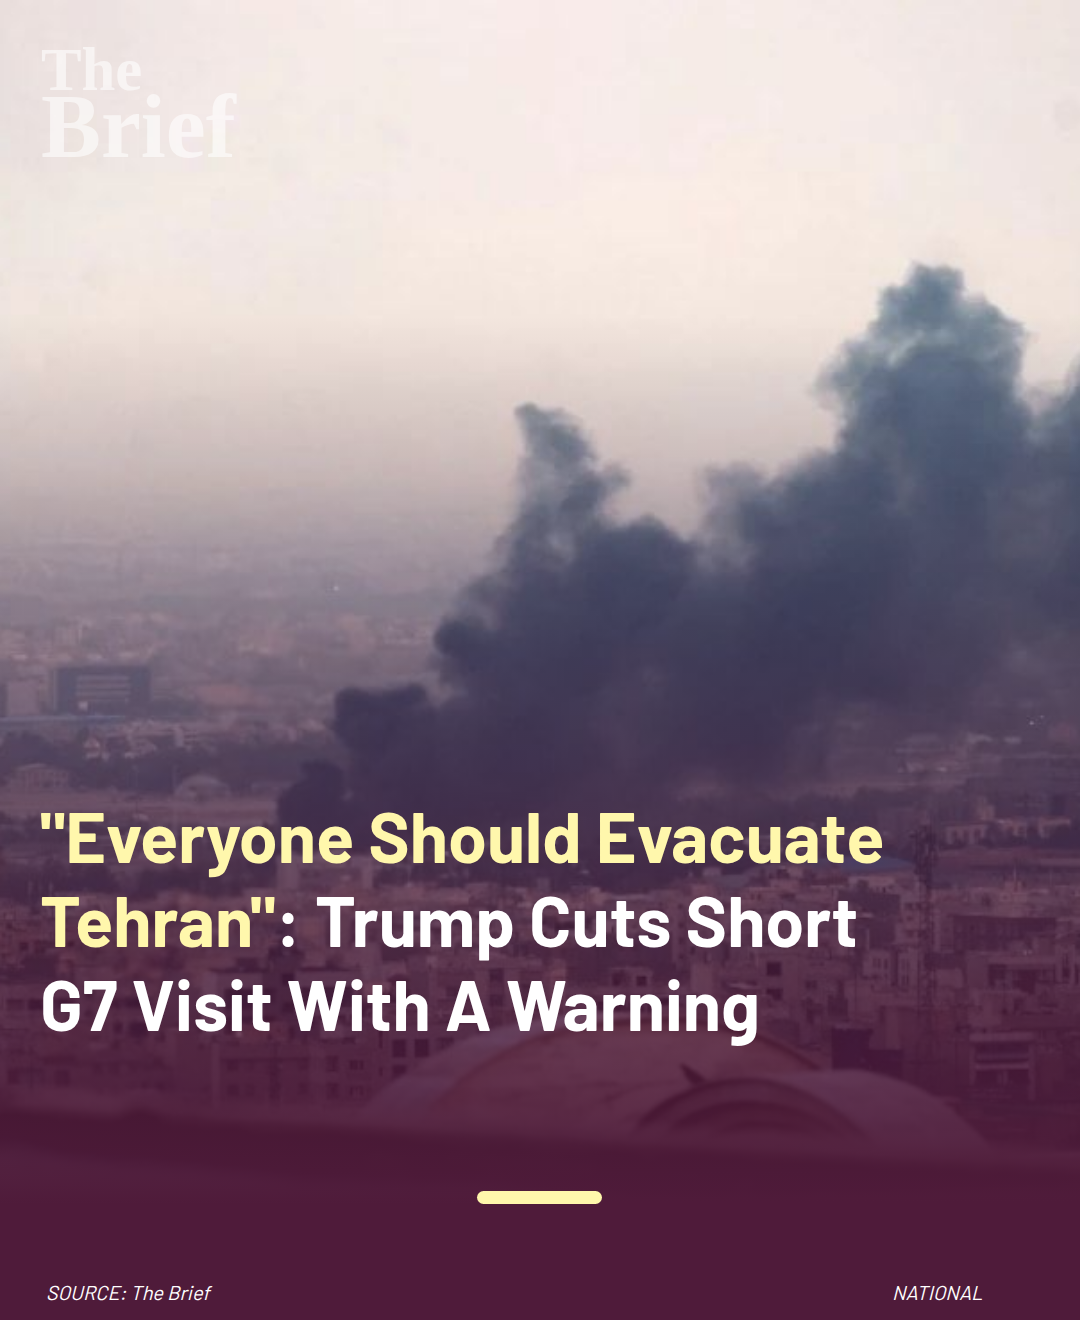 The
Brief
"Everyone Should Evacuate
Tehran": Trump Cuts Short
G7 Visit With A Warning
SOURCE: The Brief
NATIONAL